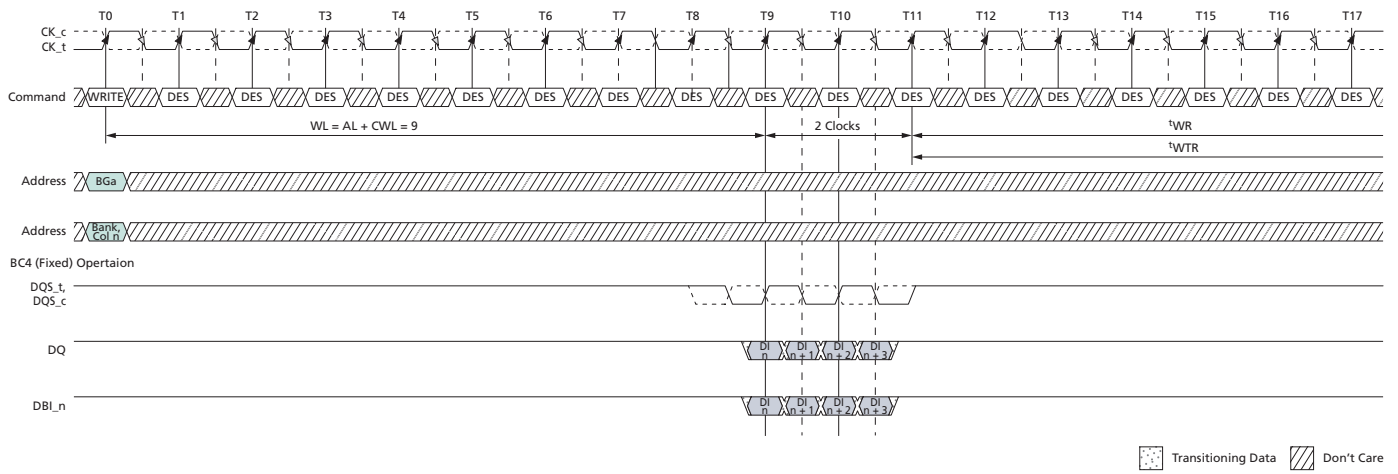 T0 T1 T2 T3 T4 T5 T6 T7 T8 T9 T10 T11 T12 T13 T14 T15 T16 T17
CK_c
CK_t
Command WRITE DES DES DES DES DES DES DES DES DES DES DES DES DES DES DES DES DES
WL = AL + CWL = 9 2 Clocks tWR
tWTR
Address BGa
Address Bank,
Col n
BC4 (Fixed) Opertaion
DQS_t,
DQS_c
DQ DI DI DI DI
n n + 1 n + 2 n + 3
DBI_n DI DI DI DI
n n + 1 n + 2 n + 3
Transitioning Data Don't Care